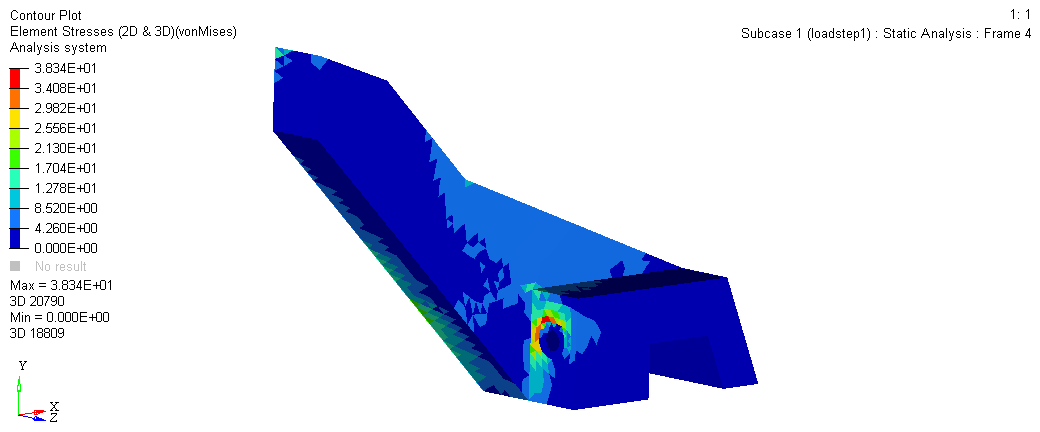 Contour Plot
Element Stresses (2D & 3D)(vonMises)
Analysis system
3.834E+01
3.408E+01
2.982E+01
2.556E+01
2.130E+01
1.704E+01
1.278E+01
8.520E+00
4.260E+00
0.000E+00
No result
Max = 3.834E+01
3D 20790
Min = 0.000E+00
3D 18809
1: 1
Subcase 1 (loadstep1) : Static Analysis : Frame 4
Y
X
Z